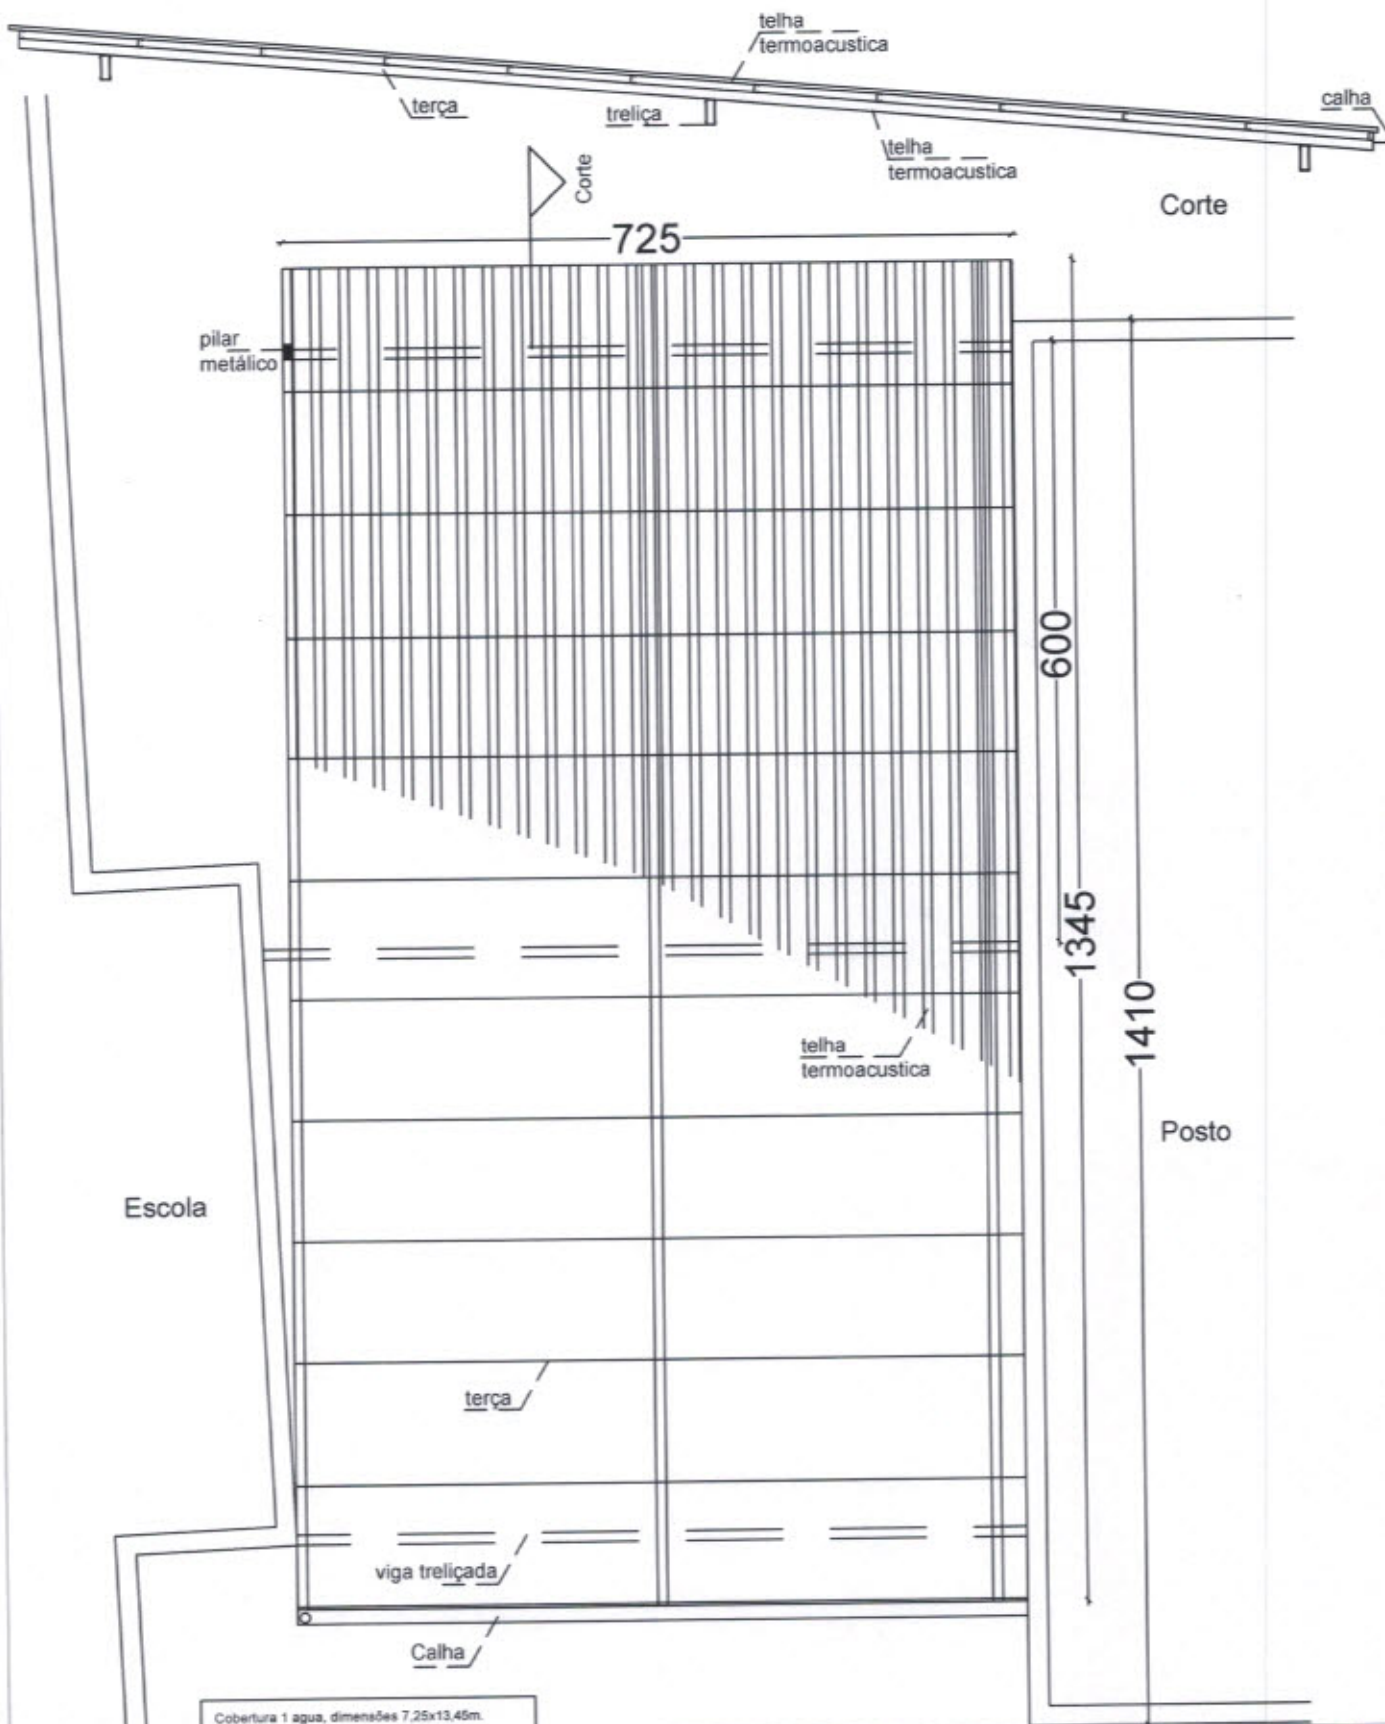 telha
termoacustica
calha
terça
treliça
telha
termoacustica
Corte
Corte
725
pilar
metálico
600
1345
1410
telha
termoacustica
Posto
Escola
terça
viga treliçada
Calha
Cobertura 1 agua, dimensões 7,25x13,45m.